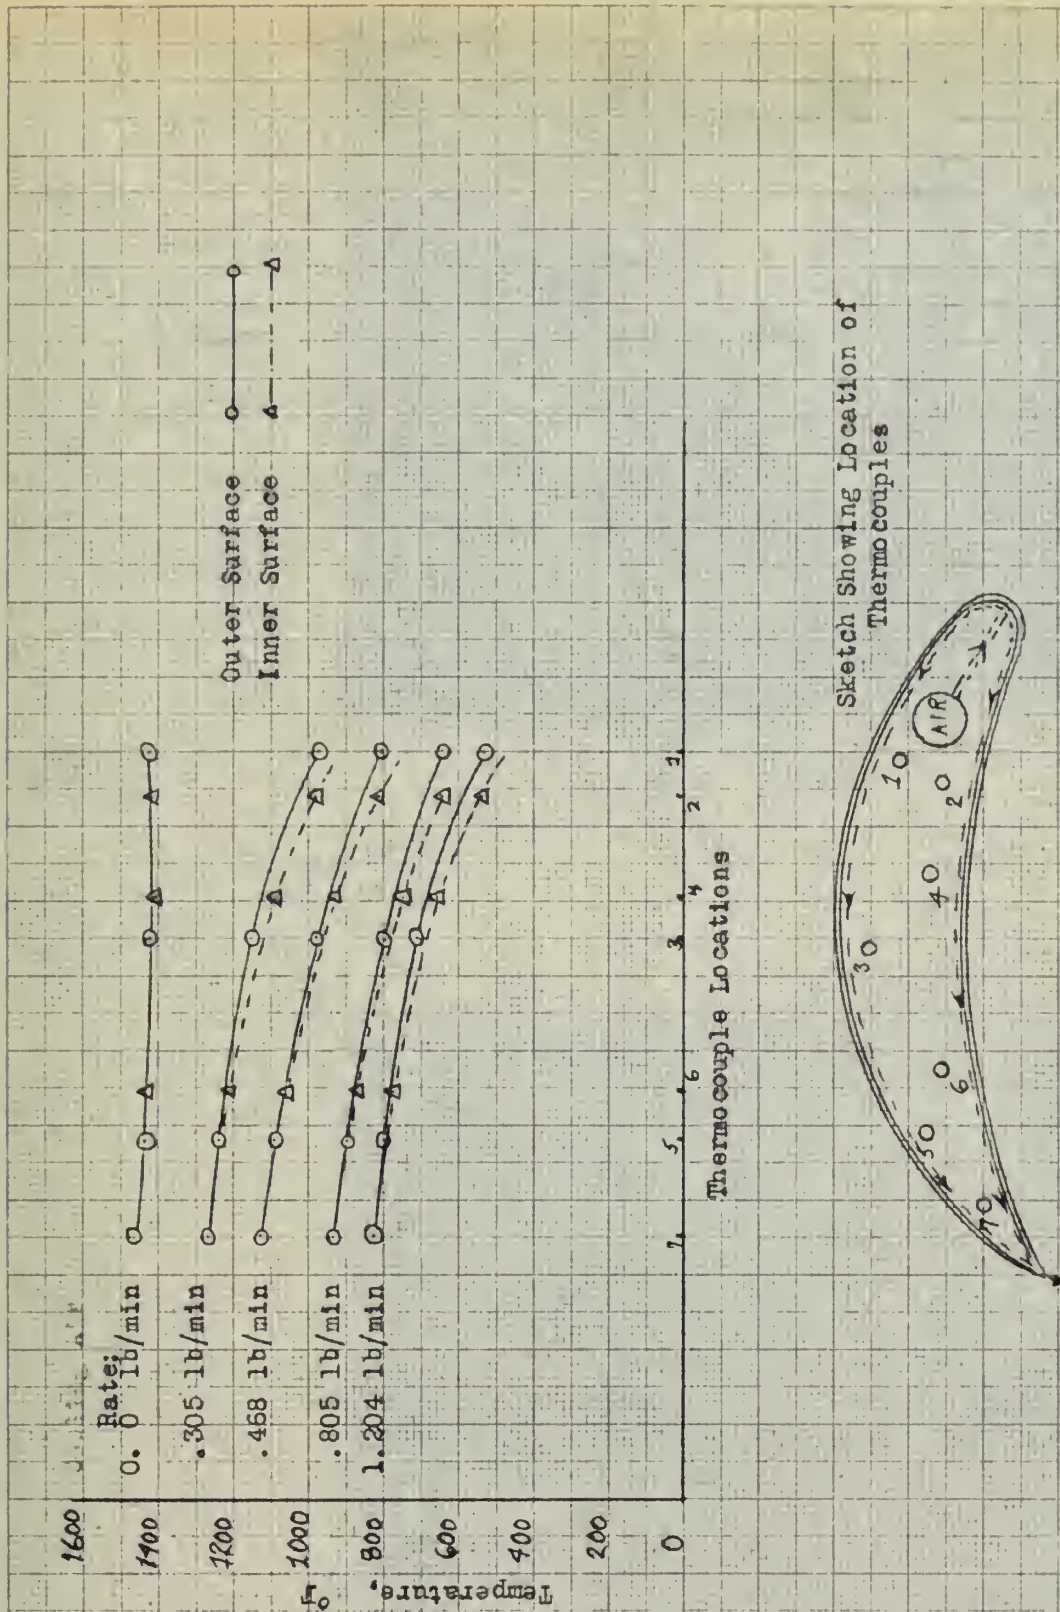 Rate:
0. 0 lb/min
.305 lb/min
.468 lb/min
.805 lb/min
1.204 lb/min
Outer Surface
Inner Surface
1600
1400
1200
1000
800
600
400
200
0
Temperature,
°F
7 5 6 3 4 2 1
Thermocouple Locations
Sketch Showing Location of
Thermocouples
AIR
1
2
3
4
5
6
7